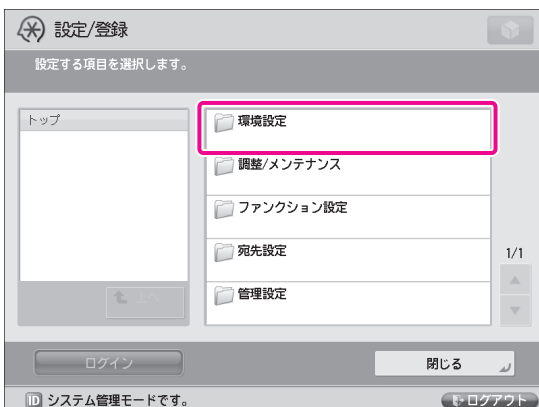 設定/登録
設定する項目を選択します。
トップ
環境設定
調整/メンテナンス
ファンクション設定
宛先設定
1/1
管理設定
上へ
ログイン
閉じる
ID システム管理モードです。
ログアウト